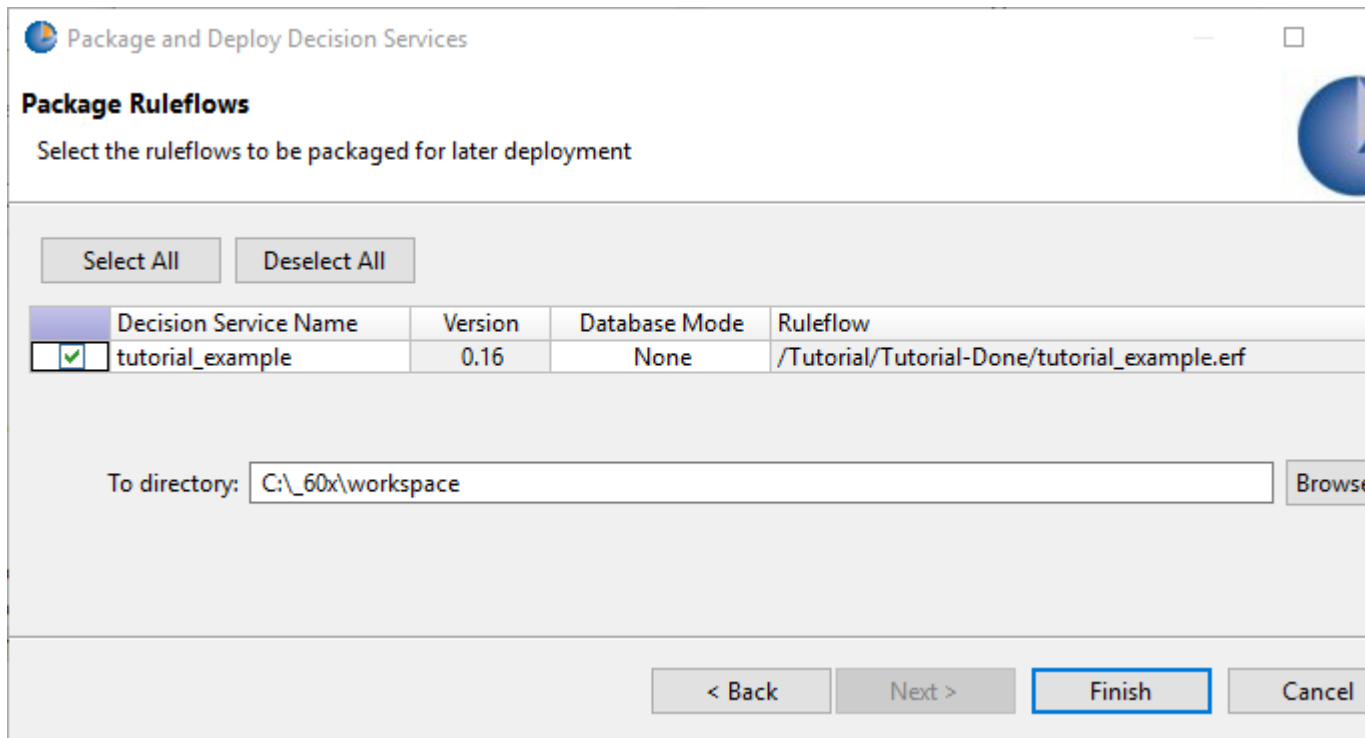 Package and Deploy Decision Services
Package Ruleflows
Select the ruleflows to be packaged for later deployment
Select All Deselect All
Decision Service Name Version Database Mode Ruleflow
tutorial_example 0.16 None /Tutorial/Tutorial-Done/tutorial_example.erf
To directory: C:\_60x\workspace Browse
< Back Next > Finish Cancel